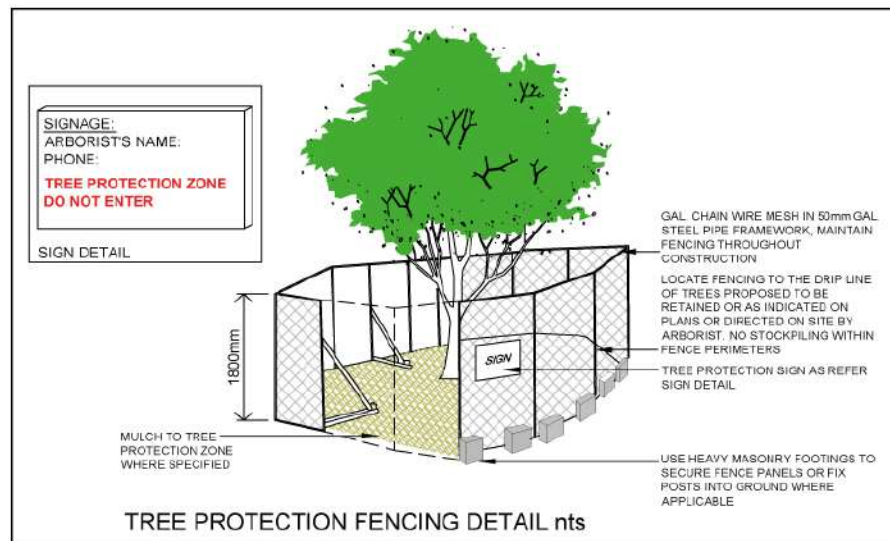 SIGNAGE:
ARBORIST'S NAME:
PHONE:
TREE PROTECTION ZONE
DO NOT ENTER
SIGN DETAIL
GAL CHAIN WIRE MESH IN 50mm GAL
STEEL PIPE FRAMEWORK, MAINTAIN
FENCING THROUGHOUT
CONSTRUCTION
LOCATE FENCING TO THE DRIP LINE
OF TREES PROPOSED TO BE
RETAINED OR AS INDICATED ON
PLANS OR DIRECTED ON SITE BY
ARBORIST. NO STOCKPILING WITHIN
FENCE PERIMETERS
1800mm
SIGN
TREE PROTECTION SIGN AS REFER
SIGN DETAIL
MULCH TO TREE
PROTECTION ZONE
WHERE SPECIFIED
USE HEAVY MASONRY FOOTINGS TO
SECURE FENCE PANELS OR FIX
POSTS INTO GROUND WHERE
APPLICABLE
TREE PROTECTION FENCING DETAIL nts